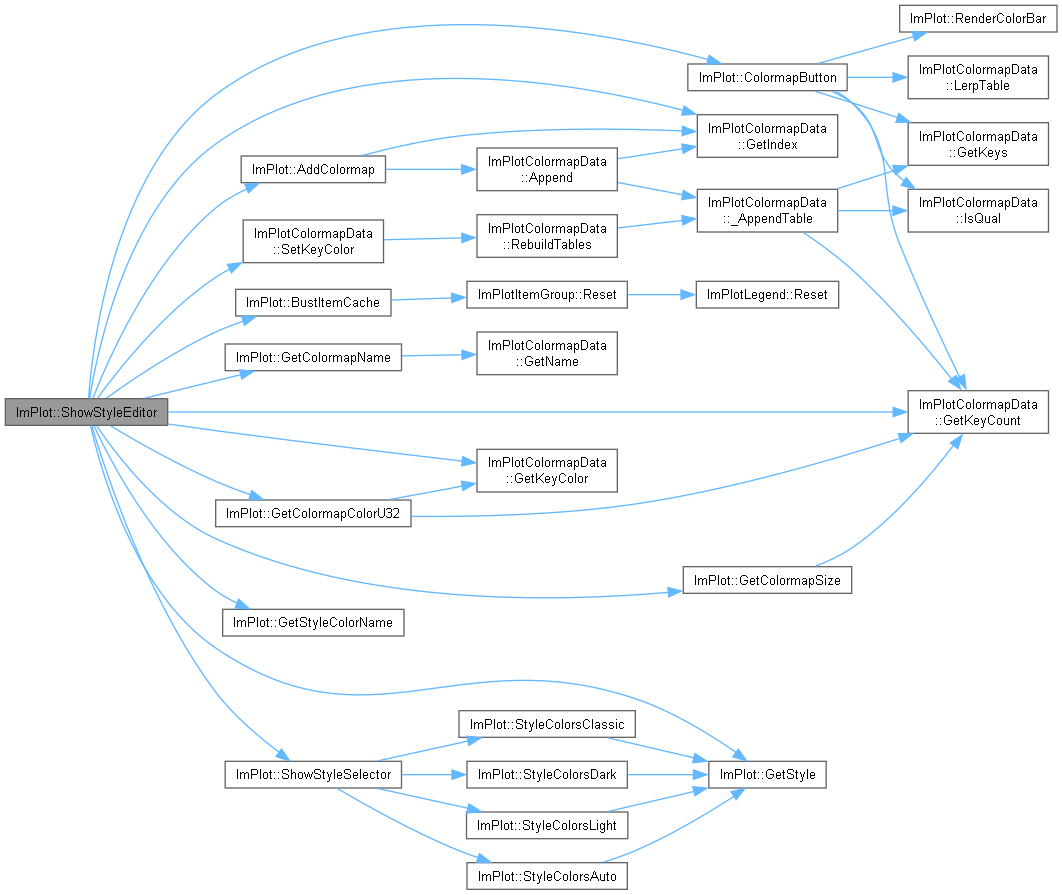 ImPlot::RenderColorBar
ImPlot::ColormapButton
ImPlotColormapData
::LerpTable
ImPlotColormapData
::GetIndex
ImPlotColormapData
::GetKeys
ImPlot::AddColormap
ImPlotColormapData
::Append
ImPlotColormapData
::_AppendTable
ImPlotColormapData
::IsQual
ImPlotColormapData
::SetKeyColor
ImPlotColormapData
::RebuildTables
ImPlot::BustItemCache
ImPlotItemGroup::Reset
ImPlotLegend::Reset
ImPlot::GetColormapName
ImPlotColormapData
::GetName
ImPlot::ShowStyleEditor
ImPlotColormapData
::GetKeyCount
ImPlotColormapData
::GetKeyColor
ImPlot::GetColormapColorU32
ImPlot::GetColormapSize
ImPlot::GetStyleColorName
ImPlot::StyleColorsClassic
ImPlot::ShowStyleSelector
ImPlot::StyleColorsDark
ImPlot::GetStyle
ImPlot::StyleColorsLight
ImPlot::StyleColorsAuto